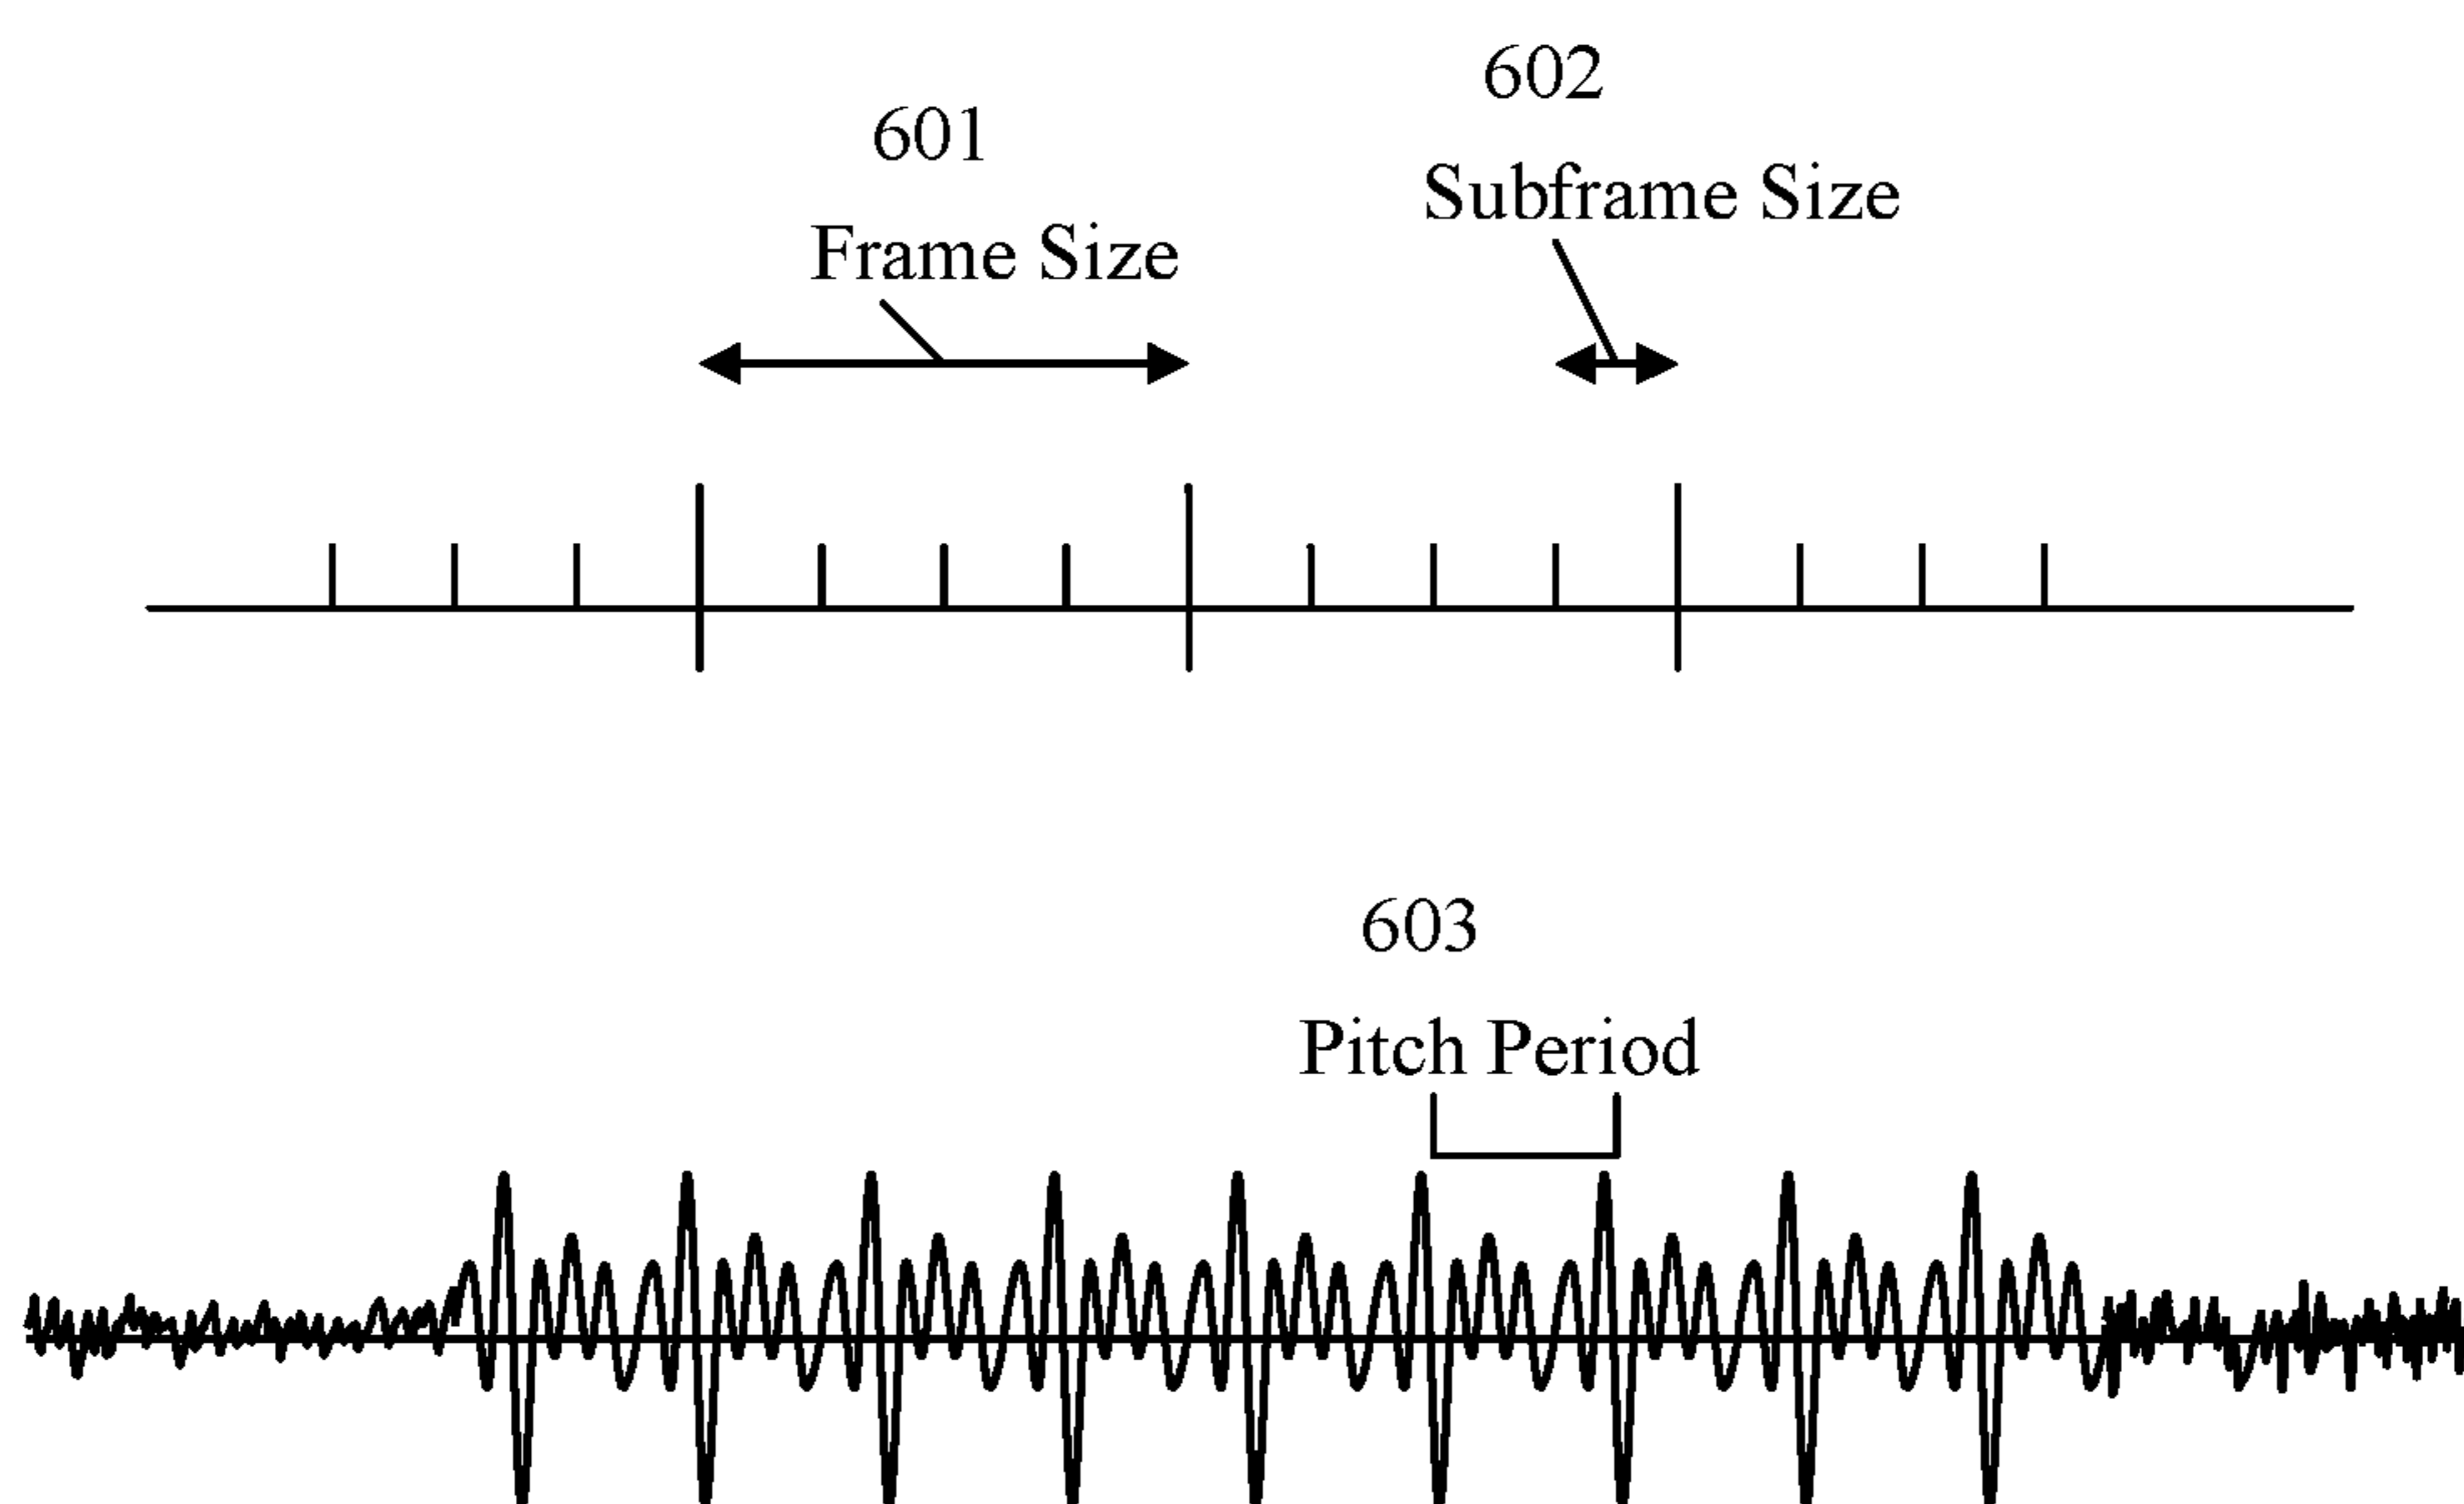 602
601
Subframe Size
Frame Size
603
Pitch Period